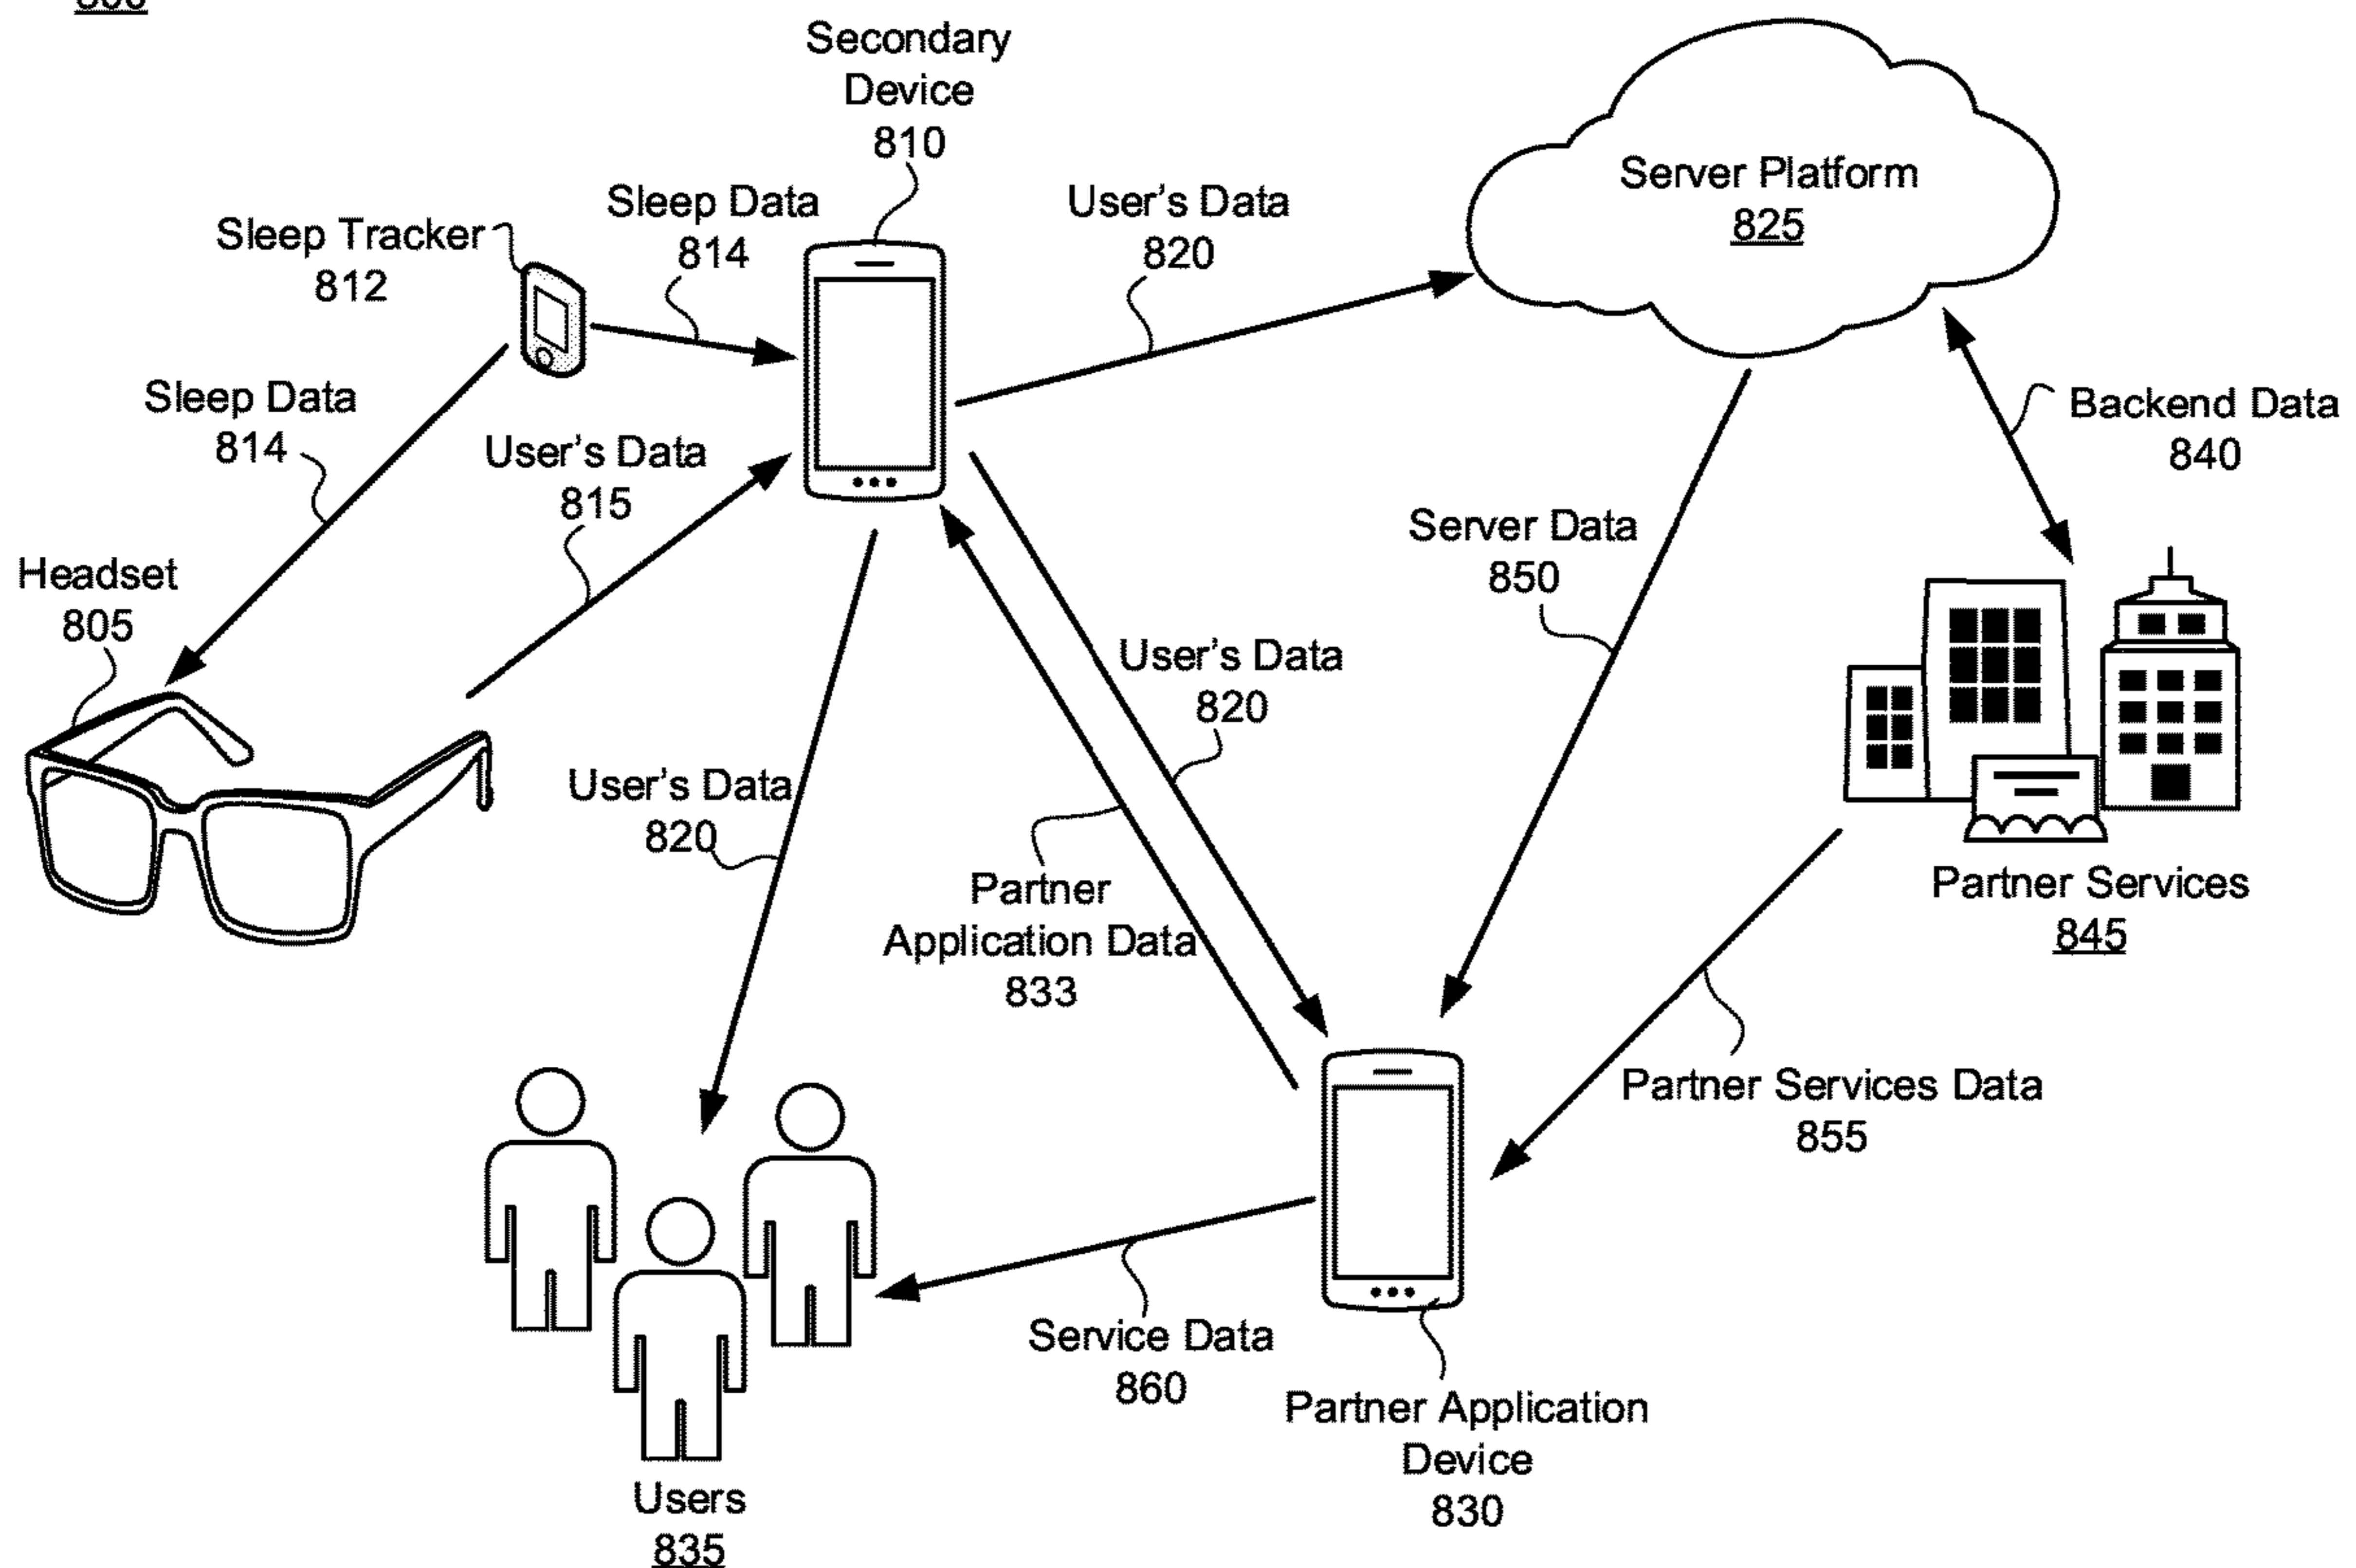 Secondary
Device
810
Server Platform
825
Sleep Tracker
812
Sleep Data
814
User's Data
820
Sleep Data
814
User's Data
815
Backend Data
840
Server Data
850
Headset
805
User's Data
820
User's Data
820
Partner
Application Data
833
Partner Services
845
Partner Services Data
855
Service Data
860
Partner Application
Device
830
Users
835